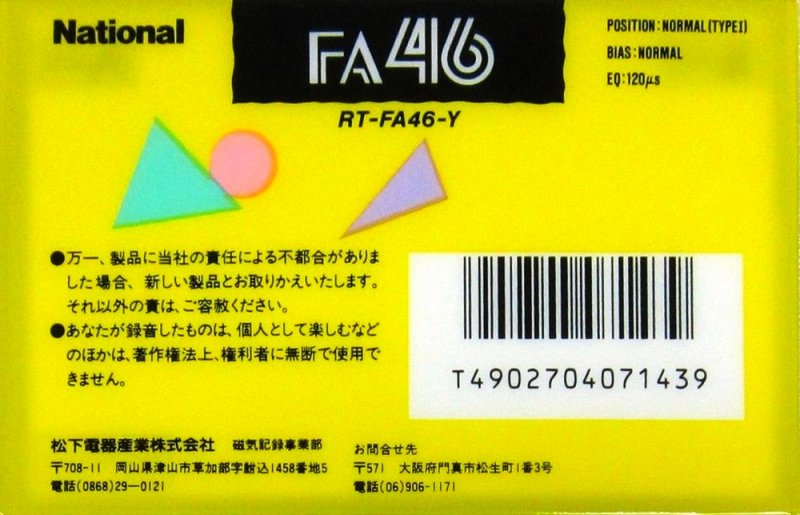 National
FA46
POSITION:NORMAL(TYPEⅠ)
BIAS:NORMAL
EQ:120μs
RT-FA46-Y
●万一、製品に当社の責任による不都合がありま
した場合、新しい製品とお取りかえいたします。
それ以外の責は、ご容赦ください。
●あなたが録音したものは、個人として楽しむなど
のほかは、著作権法上、権利者に無断で使用で
きません。
T4902704071439
松下電器産業株式会社 磁気記録事業部
〒708-11 岡山県津山市草加部字鮒込1458番地5
電話(0868)29-0121
お問合せ先
〒571 大阪府門真市松生町1番3号
電話(06)906-1171